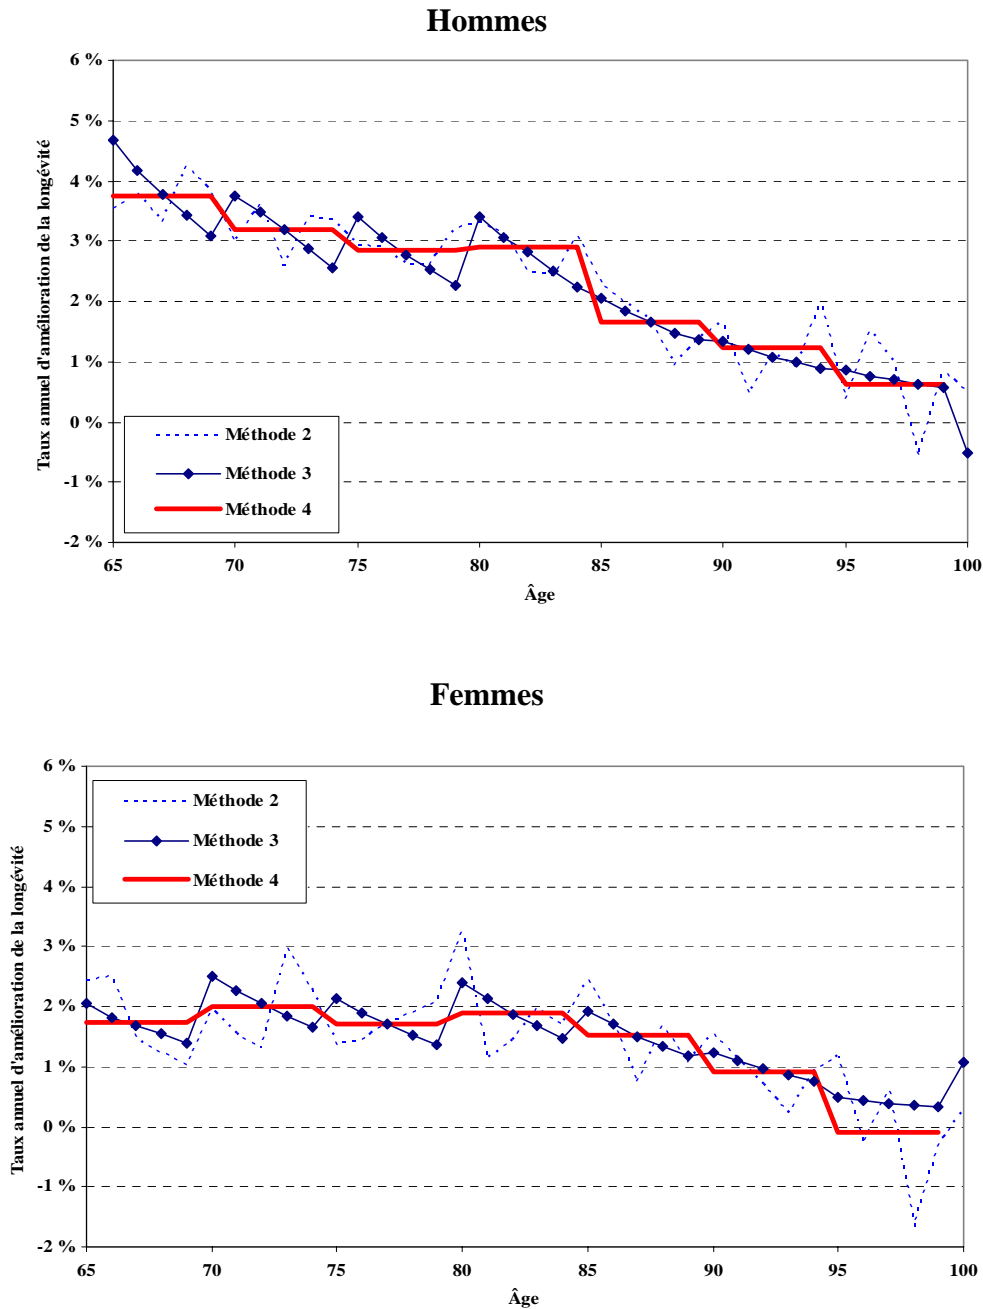 Hommes
6 %
5 %
4 %
3 %
2 %
1 %
0 %
-1 %
-2 %
Taux annuel d'amélioration de la longévité
Méthode 2
Méthode 3
Méthode 4
65 70 75 80 85 90 95 100
Âge
Femmes
6 %
5 %
4 %
3 %
2 %
1 %
0 %
-1 %
-2 %
Taux annuel d'amélioration de la longévité
Méthode 2
Méthode 3
Méthode 4
65 70 75 80 85 90 95 100
Âge